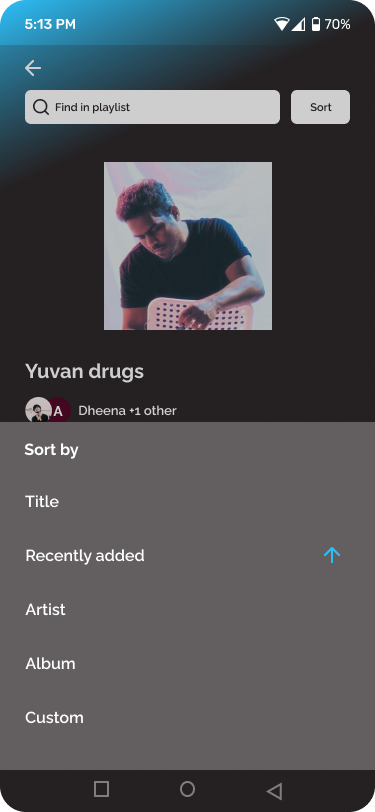 5:13 PM 70%
Find in playlist Sort
Yuvan drugs
A Dheena +1 other
Sort by
Title
Recently added
Artist
Album
Custom